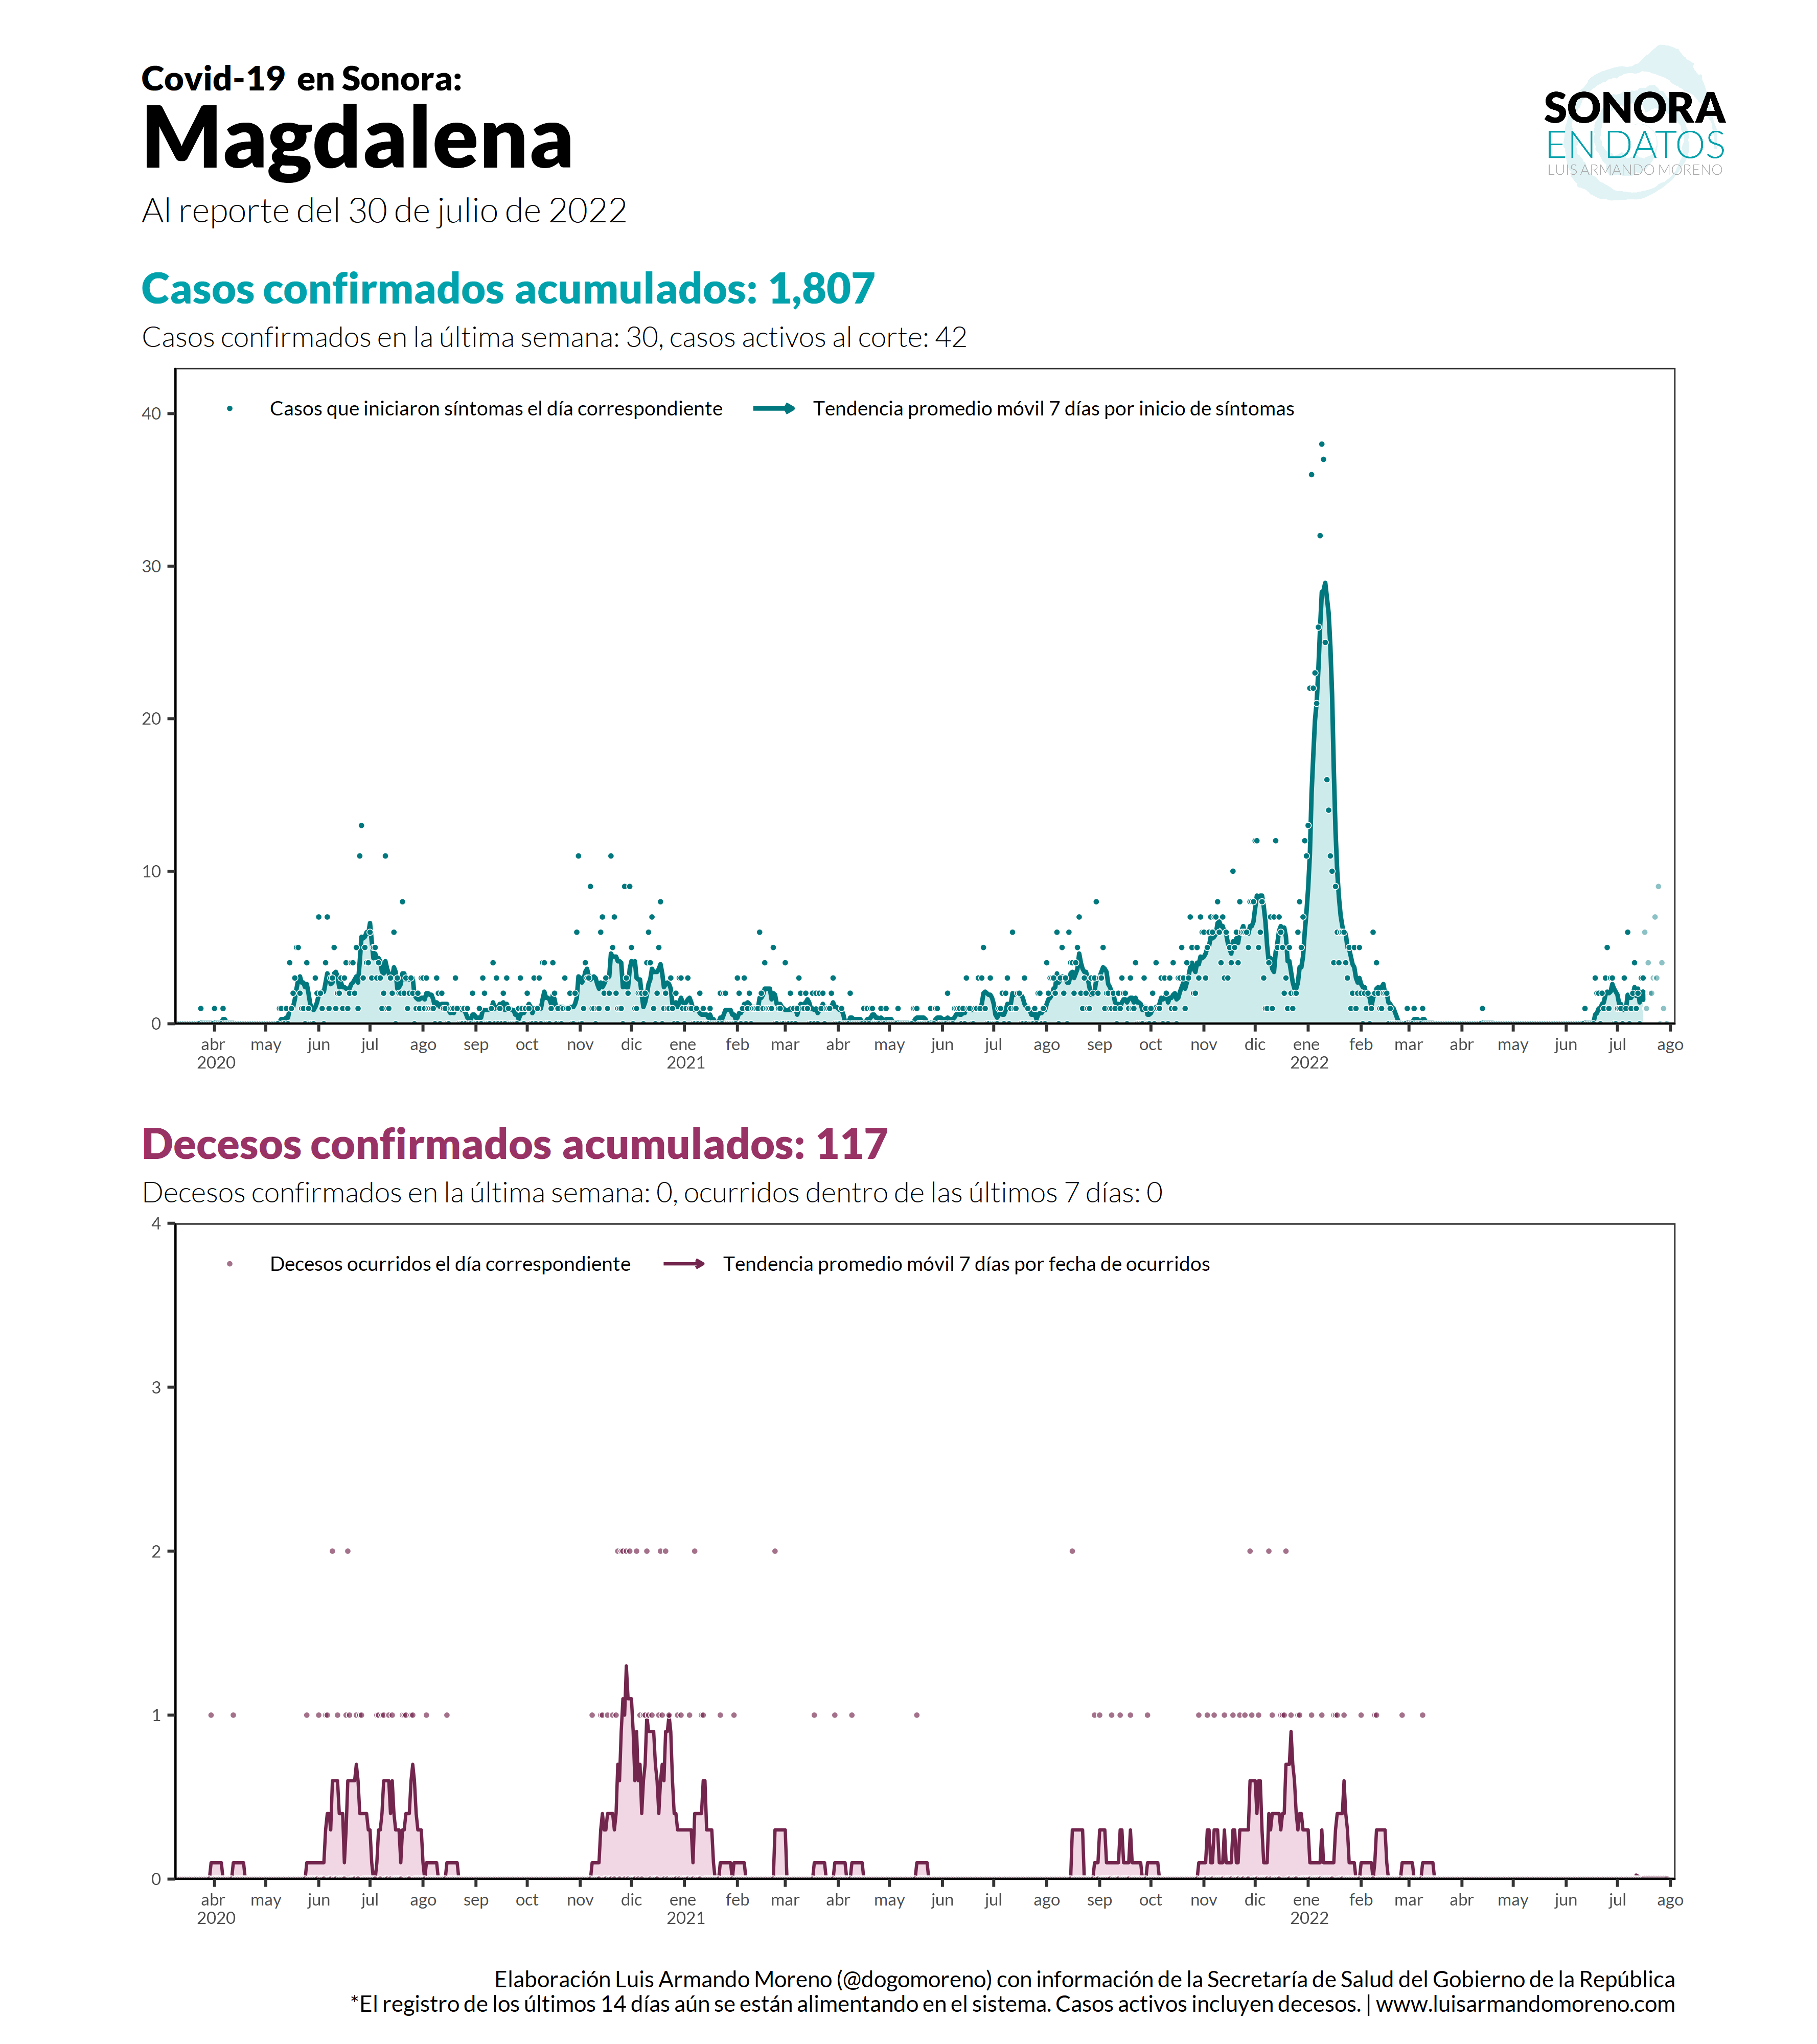 Covid-19 en Sonora:
Magdalena
Al reporte del 30 de julio de 2022
SONORA
EN DATOS
LUIS ARMANDO MORENO
Casos confirmados acumulados: 1,807
Casos confirmados en la última semana: 30, casos activos al corte: 42
Casos que iniciaron síntomas el día correspondiente Tendencia promedio móvil 7 días por inicio de síntomas
40
30
20
10
0
abr may jun jul ago sep oct nov dic ene feb mar abr may jun jul ago sep oct nov dic ene feb mar abr may jun jul ago
2020 2021 2022
Decesos confirmados acumulados: 117
Decesos confirmados en la última semana: 0, ocurridos dentro de las últimos 7 días: 0
4
Decesos ocurridos el día correspondiente Tendencia promedio móvil 7 días por fecha de ocurridos
3
2
1
0
abr may jun jul ago sep oct nov dic ene feb mar abr may jun jul ago sep oct nov dic ene feb mar abr may jun jul ago
2020 2021 2022
Elaboración Luis Armando Moreno (@dogomoreno) con información de la Secretaría de Salud del Gobierno de la República
*El registro de los últimos 14 días aún se están alimentando en el sistema. Casos activos incluyen decesos. | www.luisarmandomoreno.com